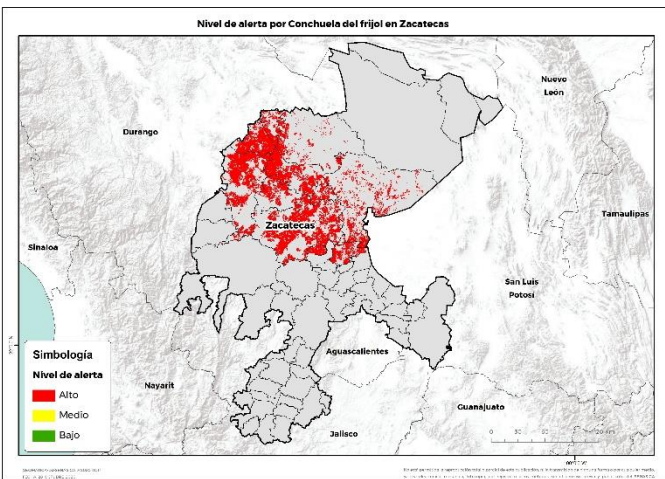 Nivel de alerta por Conchuela del frijol en Zacatecas
Nuevo
León
Durango
Tamaulipas
Zacatecas
Sinaloa
San Luis
Potosí
Simbología
Nivel de alerta
Alto
Medio
Bajo
Aguascalientes
Nayarit
Guanajuato
Jalisco